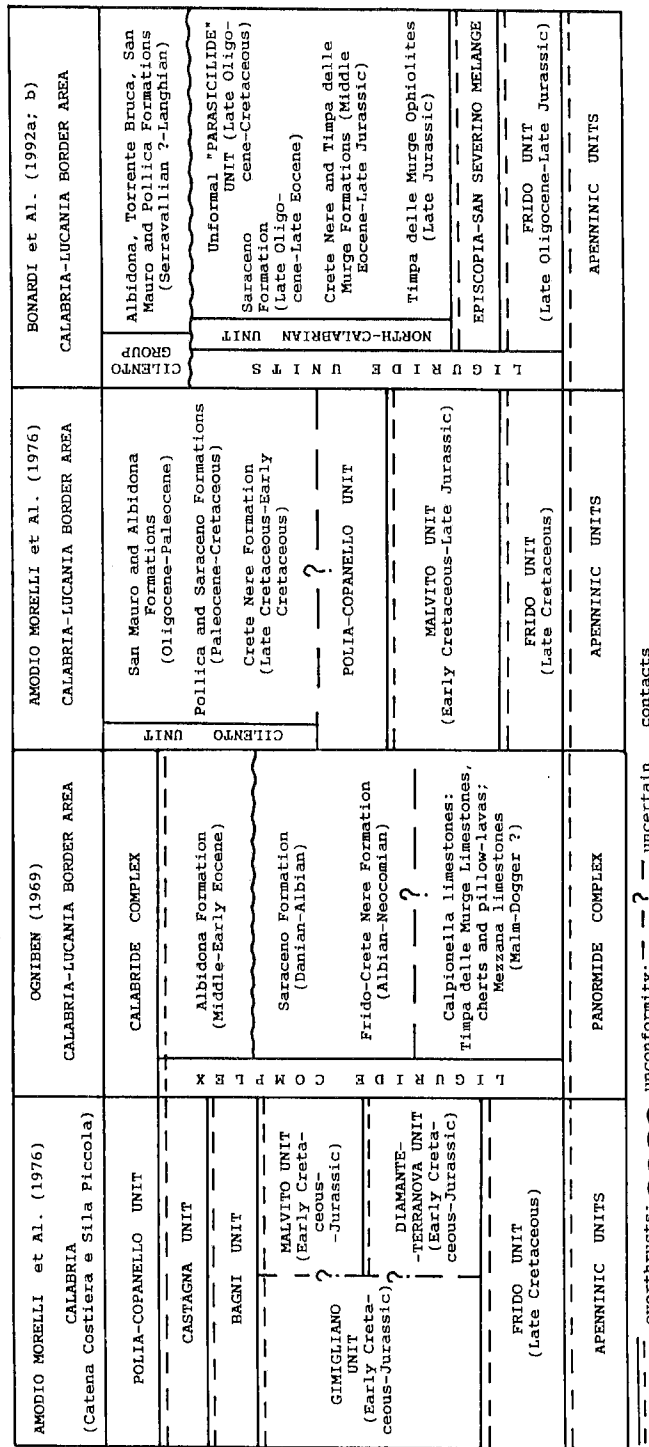 AMODIO MORELLI et Al. (1976)
CALABRIA
(Catena Costiera e Sila Piccola)
POLIA-COPANELLO UNIT
CASTAGNA UNIT
BAGNI UNIT
GIMIGLIANO
UNIT
(Early Creta-
ceous-Jurassic)
?
?
MALVITO UNIT
(Early Creta-
ceous-
-Jurassic)
DIAMANTE-
-TERRANOVA UNIT
(Early Creta-
ceous-Jurassic)
FRIDO UNIT
(Late Cretaceous)
APENNINIC UNITS
OGNIBEN (1969)
CALABRIA-LUCANIA BORDER AREA
CALABRIDE COMPLEX
LIGURIDE COMPLEX
Albidona Formation
(Middle-Early Eocene)
Saraceno Formation
(Danian-Albian)
Frido-Crete Nere Formation
(Albian-Neocomian)
?
Calpionella limestones:
Timpa delle Murge Limestones,
cherts and pillow-lavas;
Mezzana limestones
(Malm-Dogger ?)
PANORMIDE COMPLEX
AMODIO MORELLI et Al. (1976)
CALABRIA-LUCANIA BORDER AREA
CILENTO UNIT
San Mauro and Albidona
Formations
(Oligocene-Paleocene)
Pollica and Saraceno Formations
(Paleocene-Cretaceous)
Crete Nere Formation
(Late Cretaceous-Early
Cretaceous)
?
POLIA-COPANELLO UNIT
MALVITO UNIT
(Early Cretaceous-Late Jurassic)
FRIDO UNIT
(Late Cretaceous)
APENNINIC UNITS
BONARDI et Al. (1992a; b)
CALABRIA-LUCANIA BORDER AREA
CILENTO
GROUP
Albidona, Torrente Bruca, San
Mauro and Pollica Formations
(Serravallian ?-Langhian)
LIGURIDE UNITS
NORTH-CALABRIAN UNIT
Unformal "PARASICILIDE"
UNIT (Late Oligo-
cene-Cretaceous)
Saraceno
Formation
(Late Oligo-
cene-Late Eocene)
Crete Nere and Timpa delle
Murge Formations (Middle
Eocene-Late Jurassic)
Timpa delle Murge Ophiolites
(Late Jurassic)
EPISCOPIA-SAN SEVERINO MELANGE
FRIDO UNIT
(Late Oligocene-Late Jurassic)
APENNINIC UNITS
overthrusts; unconformity; ? uncertain contacts